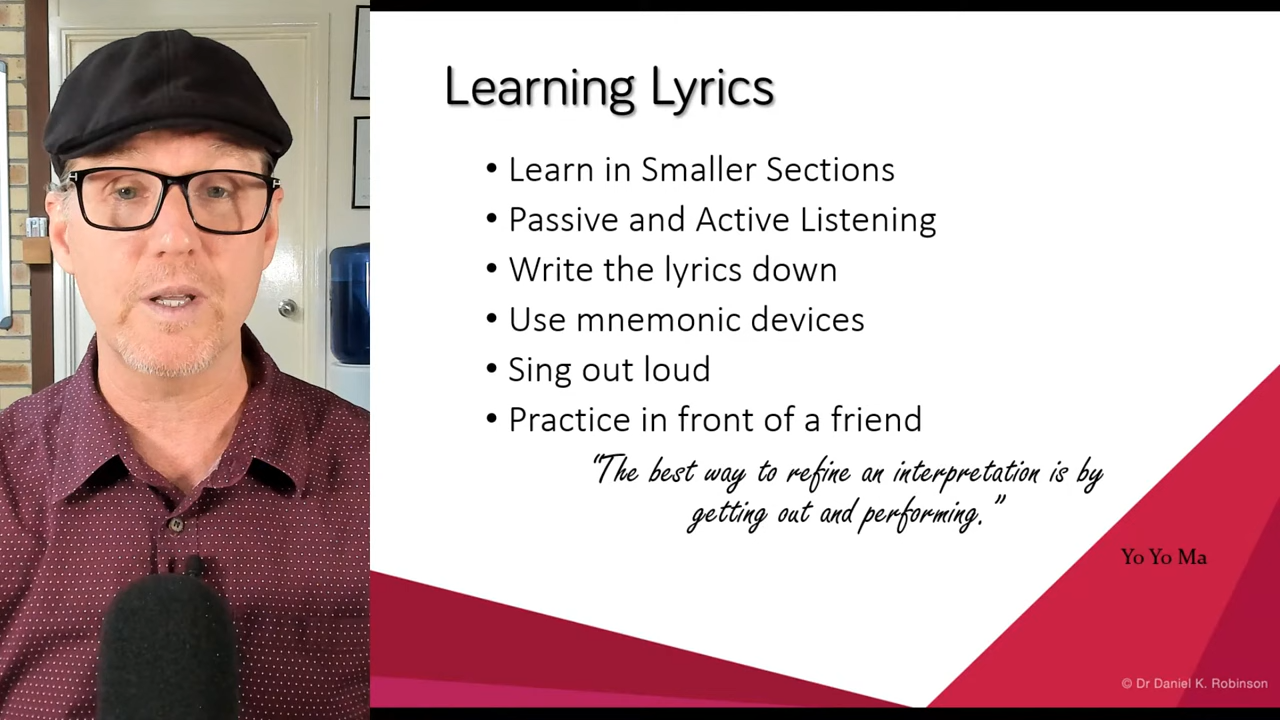 Learning Lyrics
• Learn in Smaller Sections
• Passive and Active Listening
• Write the lyrics down
• Use mnemonic devices
• Sing out loud
• Practice in front of a friend
“The best way to refine an interpretation is by
getting out and performing.”
Yo Yo Ma
© Dr Daniel K. Robinson